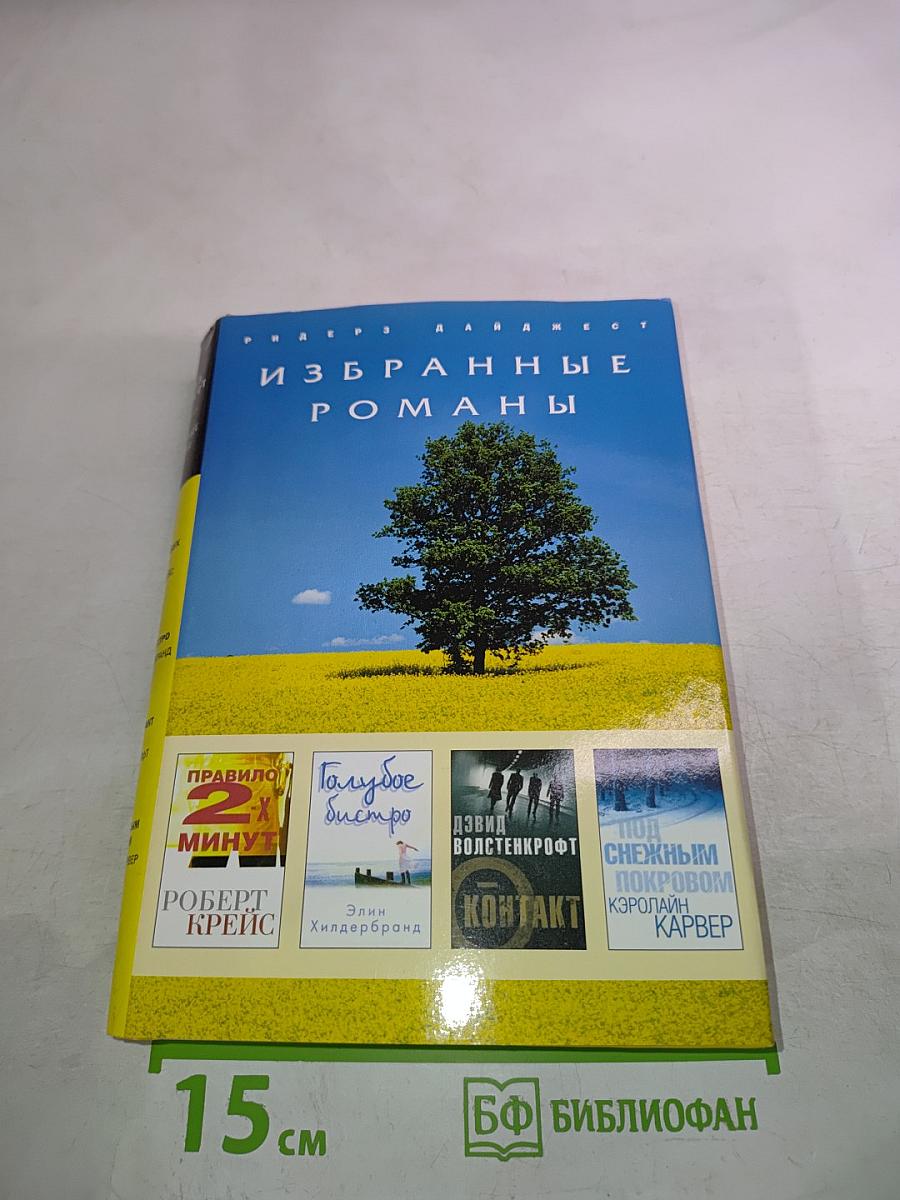 РИДЕРЗ ДАЙДЖЕСТ
ИЗБРАННЫЕ
РОМАНЫ
ПРАВИЛО
2-Х
МИНУТ
РОБЕРТ
КРЕЙС
Голубое
бистро
Элин
Хилдербранд
ДЭВИД
ВОЛСТЕНКРОФТ
КОНТАКТ
ПОД
СНЕЖНЫМ
ПОКРОВОМ
КЭРОЛАЙН
КАРВЕР
15 см
БФ БИБЛИОФАН